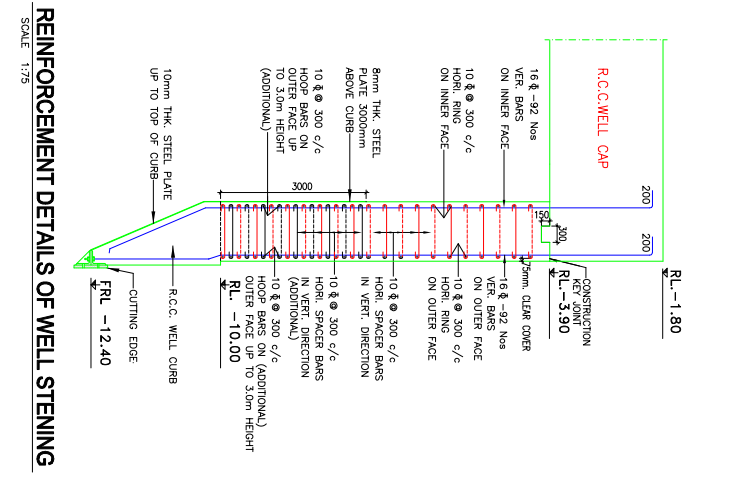 R.C.C.WELL CAP
200
200
RL.-1.80
16 ϕ -92 Nos
VER. BARS
ON INNER FACE
150
300
CONSTRUCTION
KEY JOINT
RL.-3.90
75mm. CLEAR COVER
10 ϕ @ 300 c/c
HORI. RING
ON INNER FACE
16 ϕ -92 Nos
VER. BARS
ON OUTER FACE
10 ϕ @ 300 c/c
HORI. RING
ON OUTER FACE
8mm THK. STEEL
PLATE 3000mm
ABOVE CURB
10 ϕ @ 300 c/c
HORI. SPACER BARS
IN VERT. DIRECTION
10 ϕ @ 300 c/c
HOOP BARS ON
OUTER FACE UP
TO 3.0m HEIGHT
(ADDITIONAL)
3000
10 ϕ @ 300 c/c
HORI. SPACER BARS
IN VERT. DIRECTION
(ADDITIONAL)
10 ϕ @ 300 c/c
HOOP BARS ON (ADDITIONAL)
OUTER FACE UP TO 3.0m HEIGHT
RL. -10.00
10mm THK. STEEL PLATE
UP TO TOP OF CURB
R.C.C. WELL CURB
CUTTING EDGE
FRL -12.40
REINFORCEMENT DETAILS OF WELL STENING
SCALE 1:75